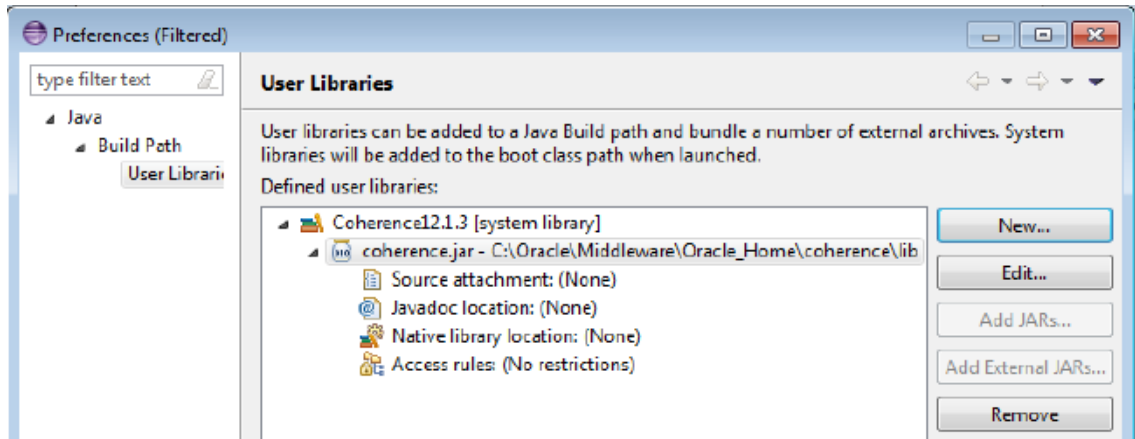 Preferences (Filtered)
type filter text
User Libraries
Java
Build Path
User Librari
User libraries can be added to a Java Build path and bundle a number of external archives. System
libraries will be added to the boot class path when launched.
Defined user libraries:
Coherence12.1.3 [system library]
coherence.jar - C:\Oracle\Middleware\Oracle_Home\coherence\lib
Source attachment: (None)
Javadoc location: (None)
Native library location: (None)
Access rules: (No restrictions)
New...
Edit...
Add JARs...
Add External JARs...
Remove